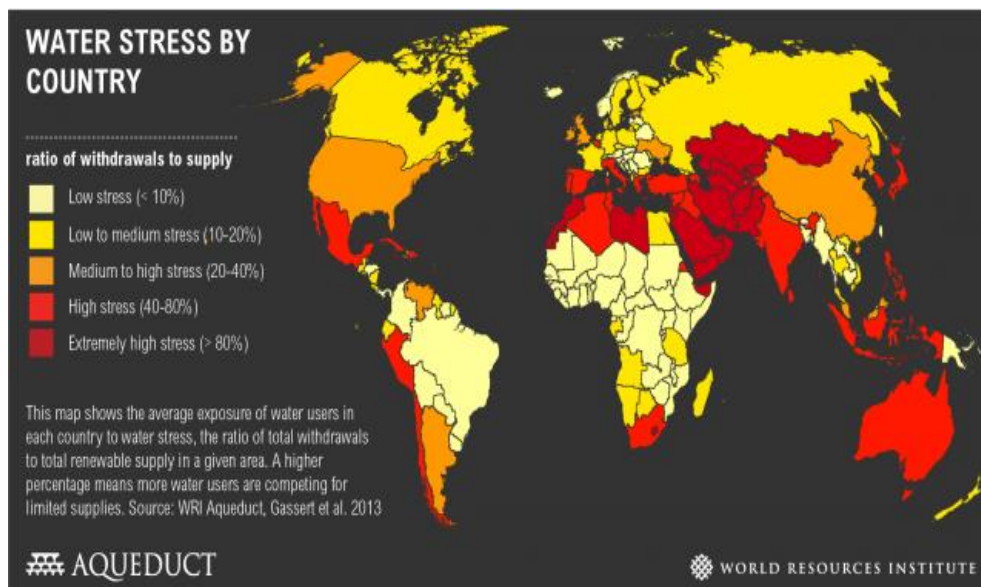 WATER STRESS BY
COUNTRY
ratio of withdrawals to supply
Low stress (< 10%)
Low to medium stress (10-20%)
Medium to high stress (20-40%)
High stress (40-80%)
Extremely high stress (> 80%)
This map shows the average exposure of water users in
each country to water stress, the ratio of total withdrawals
to total renewable supply in a given area. A higher
percentage means more water users are competing for
limited supplies. Source: WRI Aqueduct, Gassert et al. 2013
AQUEDUCT
WORLD RESOURCES INSTITUTE